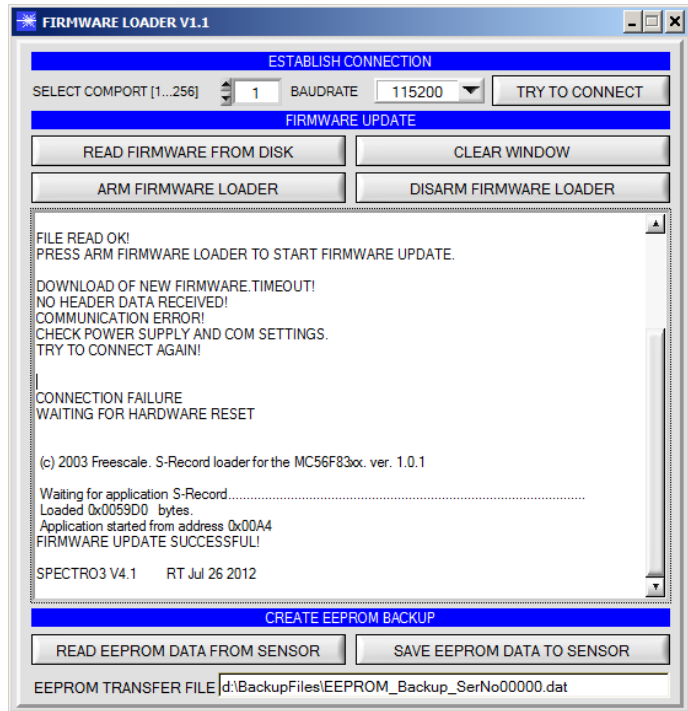 FIRMWARE LOADER V1.1
ESTABLISH CONNECTION
SELECT COMPORT [1...256] 1 BAUDRATE 115200 TRY TO CONNECT
FIRMWARE UPDATE
READ FIRMWARE FROM DISK CLEAR WINDOW
ARM FIRMWARE LOADER DISARM FIRMWARE LOADER
FILE READ OK!
PRESS ARM FIRMWARE LOADER TO START FIRMWARE UPDATE.
DOWNLOAD OF NEW FIRMWARE.TIMEOUT!
NO HEADER DATA RECEIVED!
COMMUNICATION ERROR!
CHECK POWER SUPPLY AND COM SETTINGS.
TRY TO CONNECT AGAIN!
CONNECTION FAILURE
WAITING FOR HARDWARE RESET
(c) 2003 Freescale. S-Record loader for the MC56F83xx. ver. 1.0.1
Waiting for application S-Record.........................................................................................
Loaded 0x0059D0 bytes.
Application started from address 0x00A4
FIRMWARE UPDATE SUCCESSFUL!
SPECTRO3 V4.1 RT Jul 26 2012
CREATE EEPROM BACKUP
READ EEPROM DATA FROM SENSOR SAVE EEPROM DATA TO SENSOR
EEPROM TRANSFER FILE d:\BackupFiles\EEPROM_Backup_SerNo00000.dat